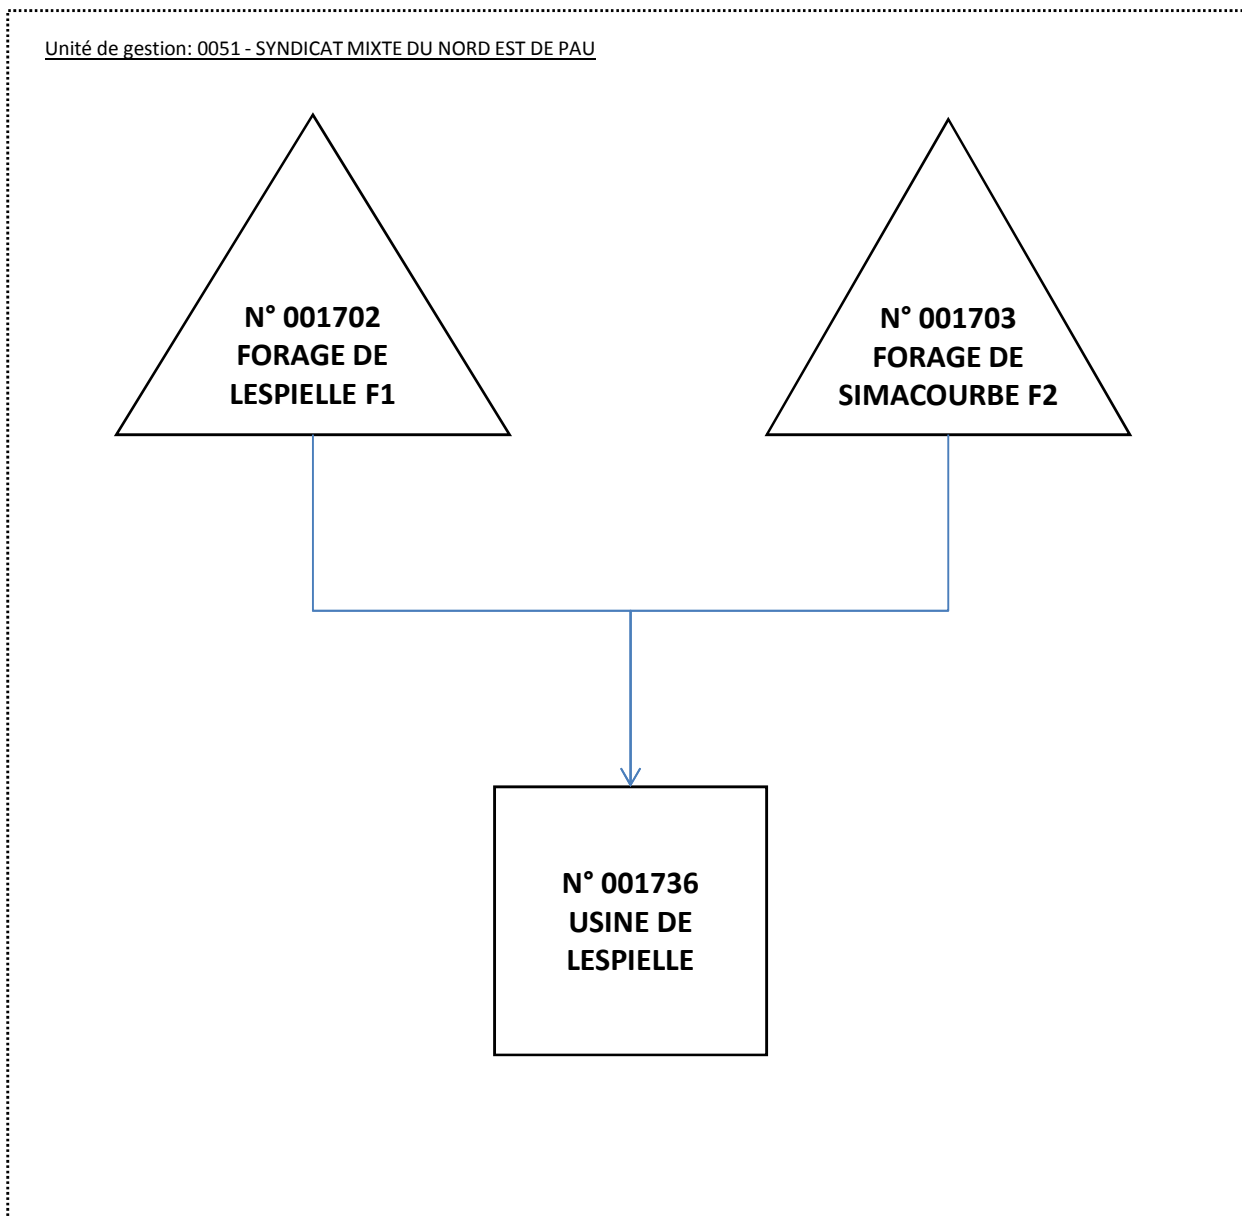 Unité de gestion: 0051 - SYNDICAT MIXTE DU NORD EST DE PAU
N° 001702
FORAGE DE
LESPIELLE F1
N° 001703
FORAGE DE
SIMACOURBE F2
N° 001736
USINE DE
LESPIELLE